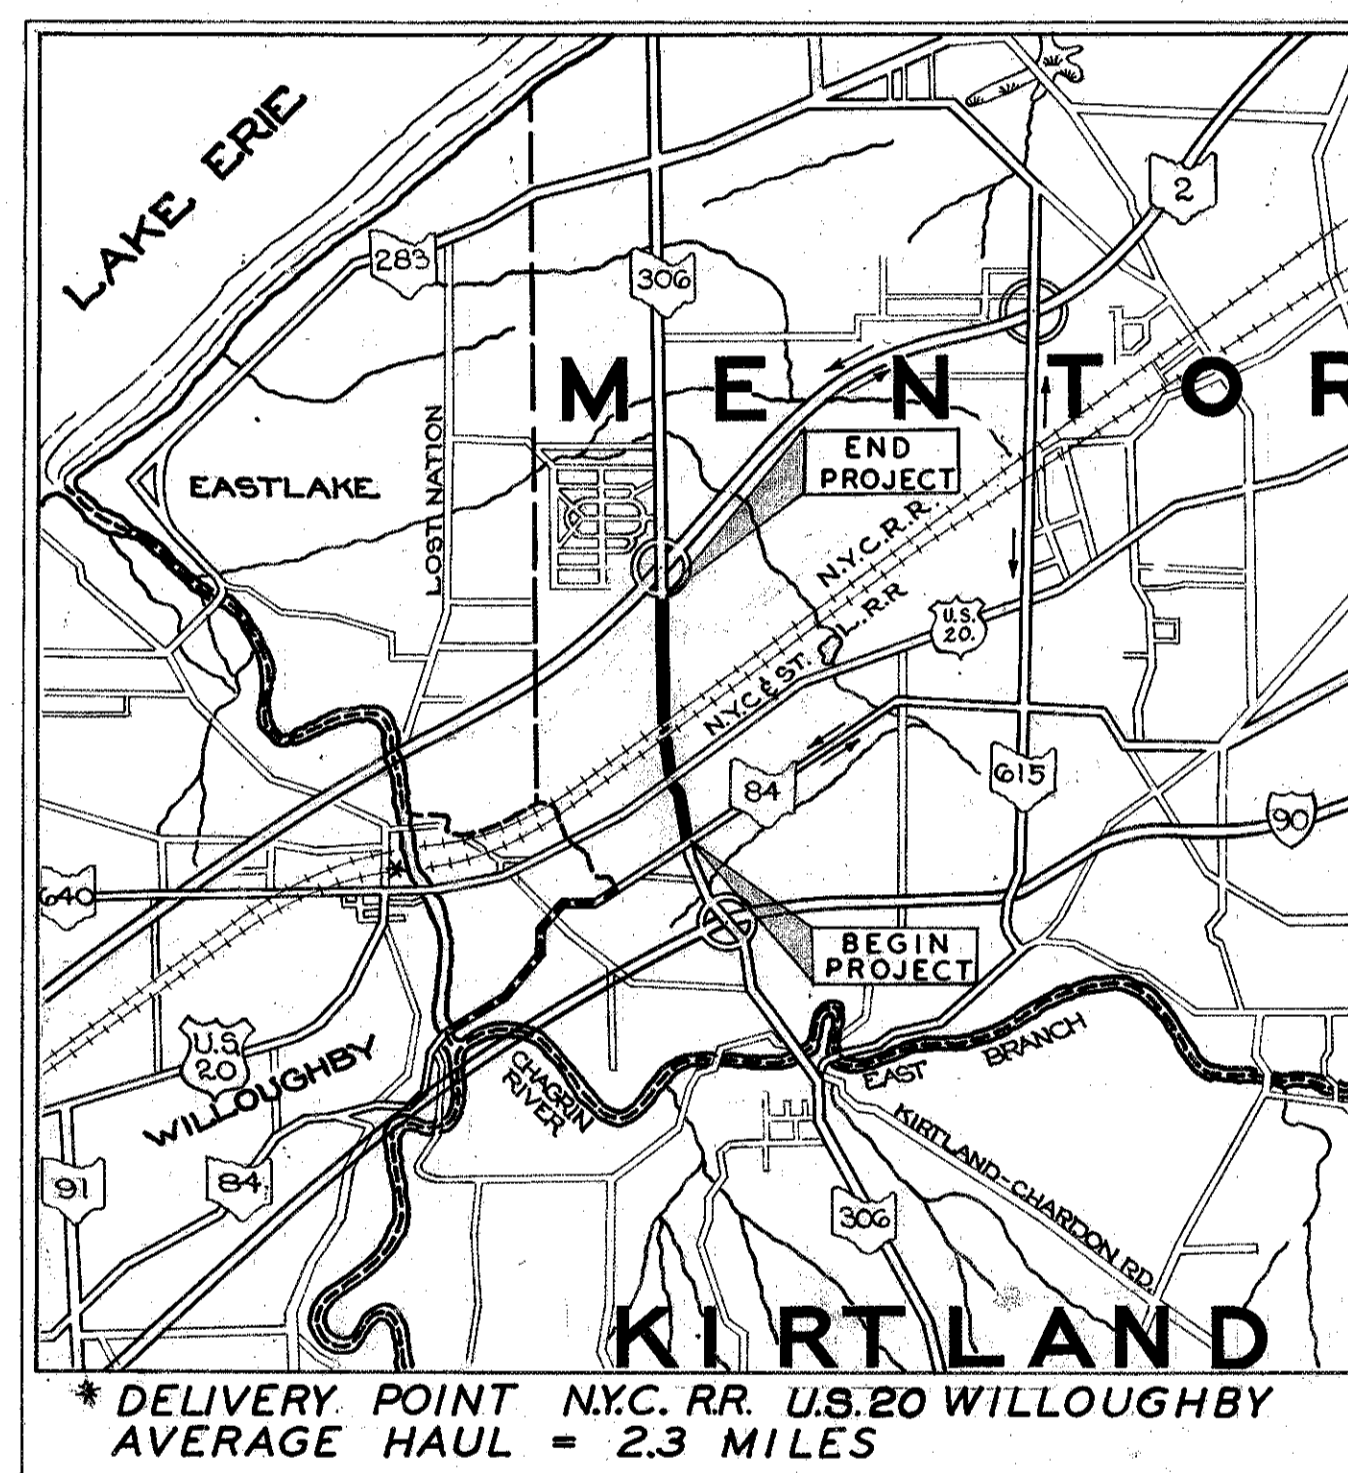 LAKE ERIE
283
306
2
MENTOR
END
PROJECT
EASTLAKE
LOST NATION
N.Y.C.R.R.
N.Y.C. & ST. L. R.R
U.S.
20.
84
615
90
640
BEGIN
PROJECT
U.S.
20
WILLOUGHBY
CHAGRIN
RIVER
EAST BRANCH
KIRTLAND-CHARDON RD.
91
84
306
KIRTLAND
* DELIVERY POINT N.Y.C. R.R. U.S.20 WILLOUGHBY
AVERAGE HAUL = 2.3 MILES